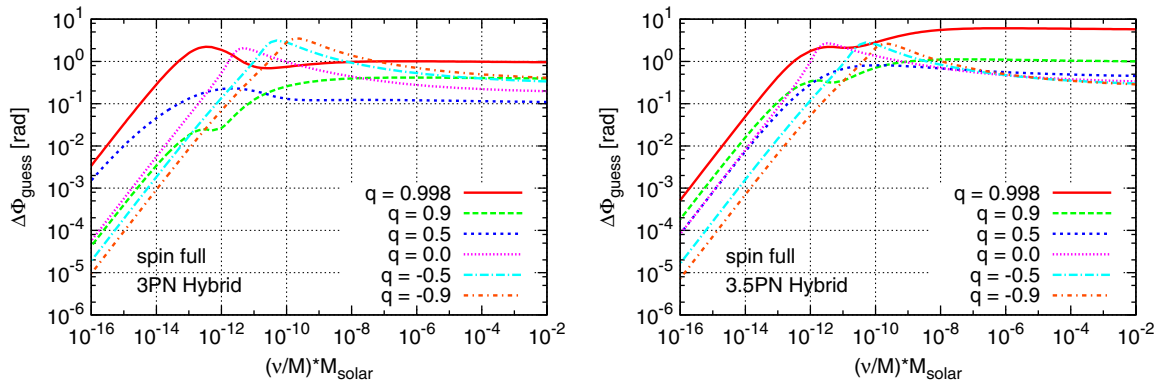 10^1
10^0
10^-1
10^-2
10^-3
10^-4
10^-5
10^-6
ΔΦ_guess [rad]
q = 0.998
q = 0.9
q = 0.5
q = 0.0
q = -0.5
q = -0.9
spin full
3PN Hybrid
10^-16 10^-14 10^-12 10^-10 10^-8 10^-6 10^-4 10^-2
(ν/M)*M_solar
10^1
10^0
10^-1
10^-2
10^-3
10^-4
10^-5
10^-6
ΔΦ_guess [rad]
q = 0.998
q = 0.9
q = 0.5
q = 0.0
q = -0.5
q = -0.9
spin full
3.5PN Hybrid
10^-16 10^-14 10^-12 10^-10 10^-8 10^-6 10^-4 10^-2
(ν/M)*M_solar